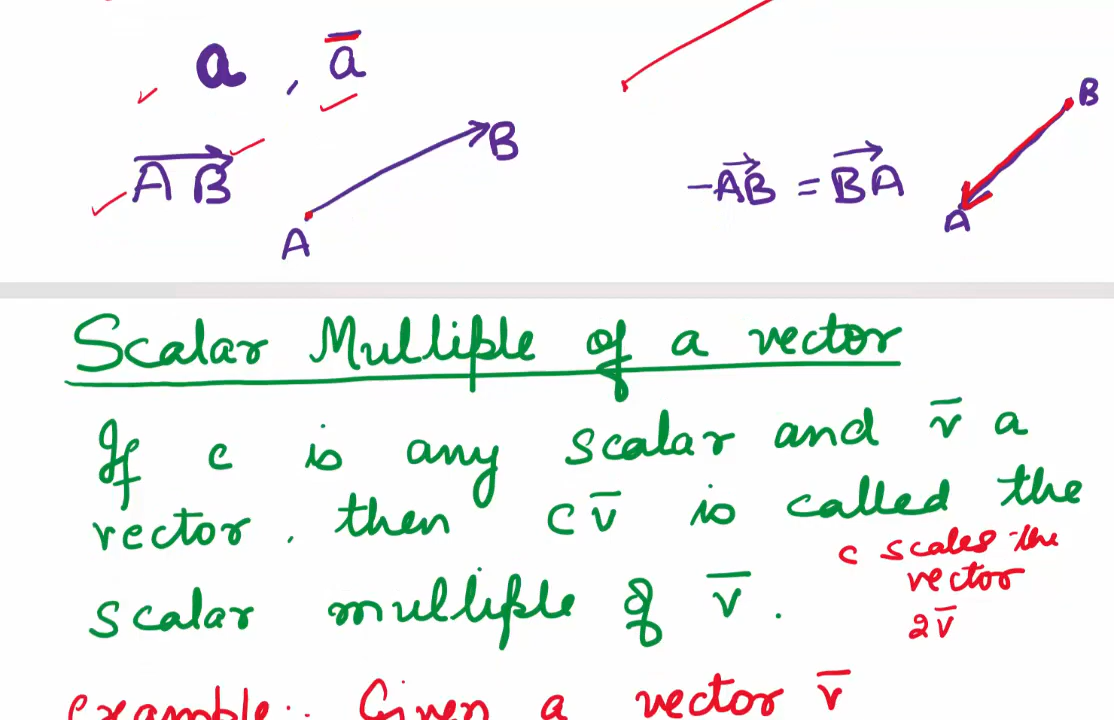 a , a̅
AB→
A
B
-AB→ = BA→
B
A
Scalar Multiple of a vector
If c is any scalar and v̅ a
vector, then c v̅ is called the
scalar multiple of v̅.
c scales the
vector
2v̅
Example:. Given a vector v̅